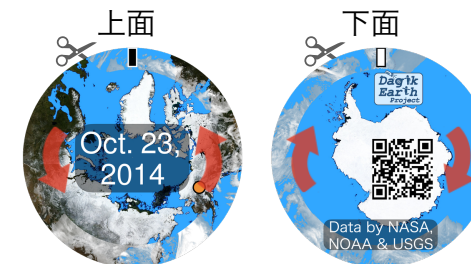 上面
下面
Oct. 23,
2014
Dagik
Earth
Project
Data by NASA,
NOAA & USGS